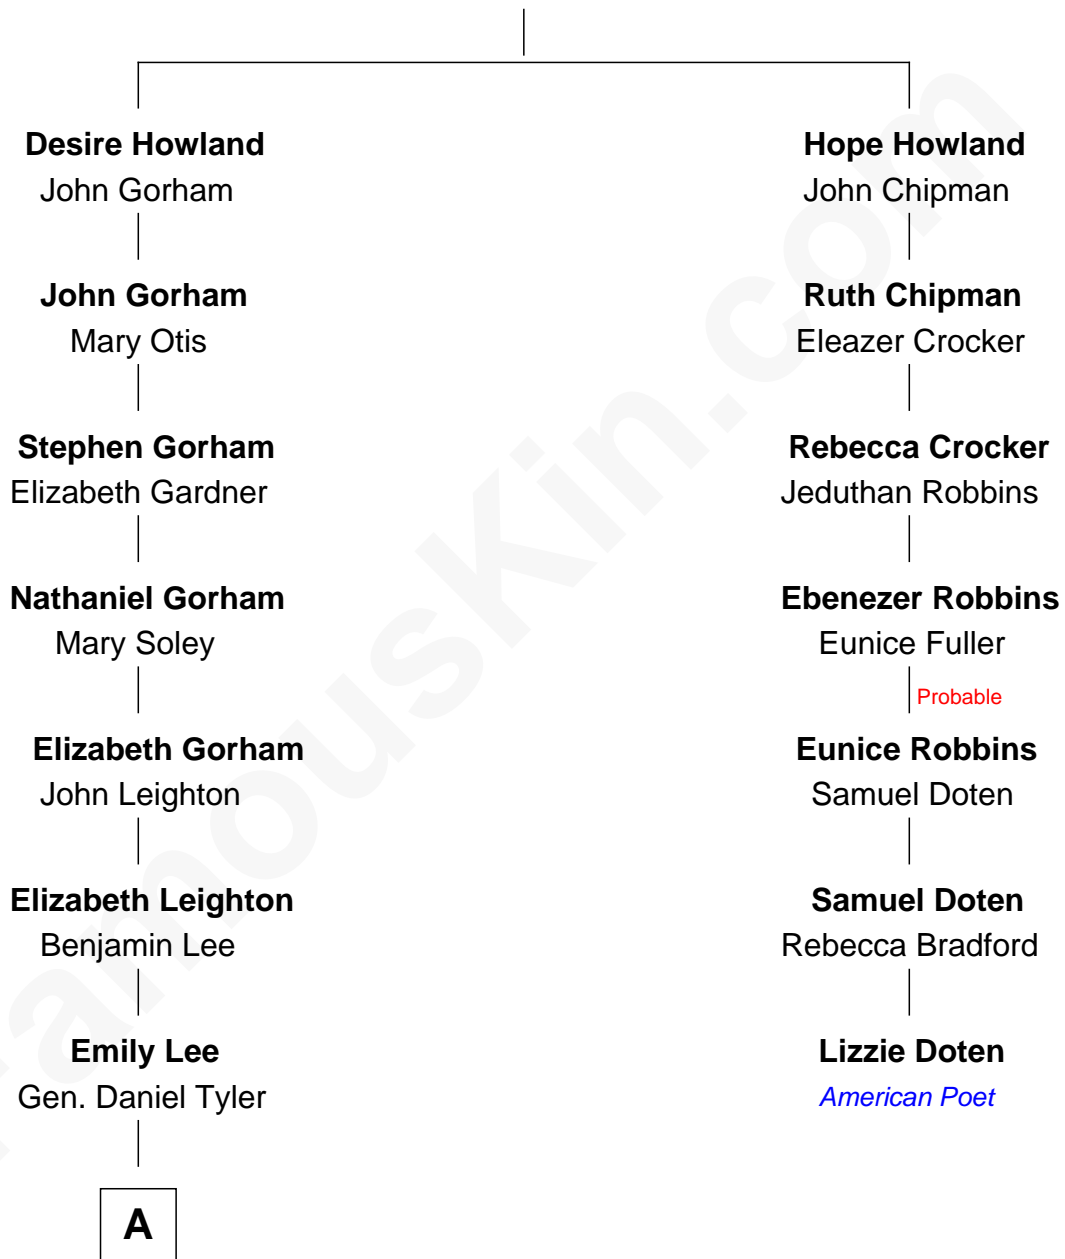 Desire Howland
John Gorham
John Gorham
Mary Otis
Stephen Gorham
Elizabeth Gardner
Nathaniel Gorham
Mary Soley
Elizabeth Gorham
John Leighton
Elizabeth Leighton
Benjamin Lee
Emily Lee
Gen. Daniel Tyler
A
Hope Howland
John Chipman
Ruth Chipman
Eleazer Crocker
Rebecca Crocker
Jeduthan Robbins
Ebenezer Robbins
Eunice Fuller
Probable
Eunice Robbins
Samuel Doten
Samuel Doten
Rebecca Bradford
Lizzie Doten
American Poet
FamousKin.com